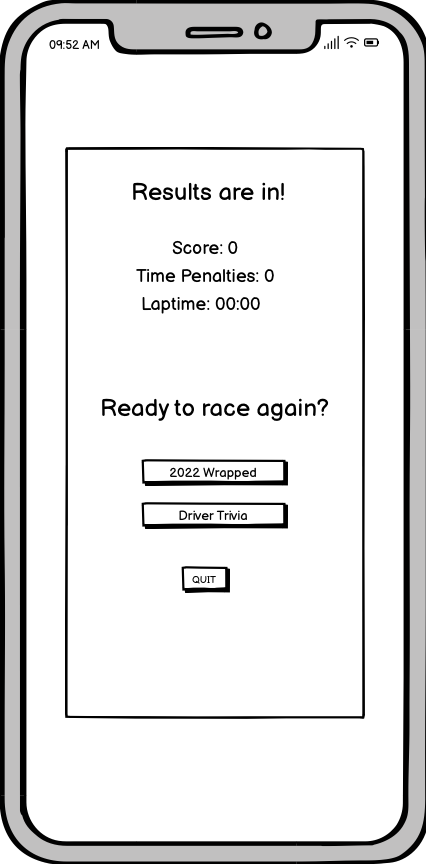 09:52 AM
Results are in!
Score: 0
Time Penalties: 0
Laptime: 00:00
Ready to race again?
2022 Wrapped
Driver Trivia
QUIT